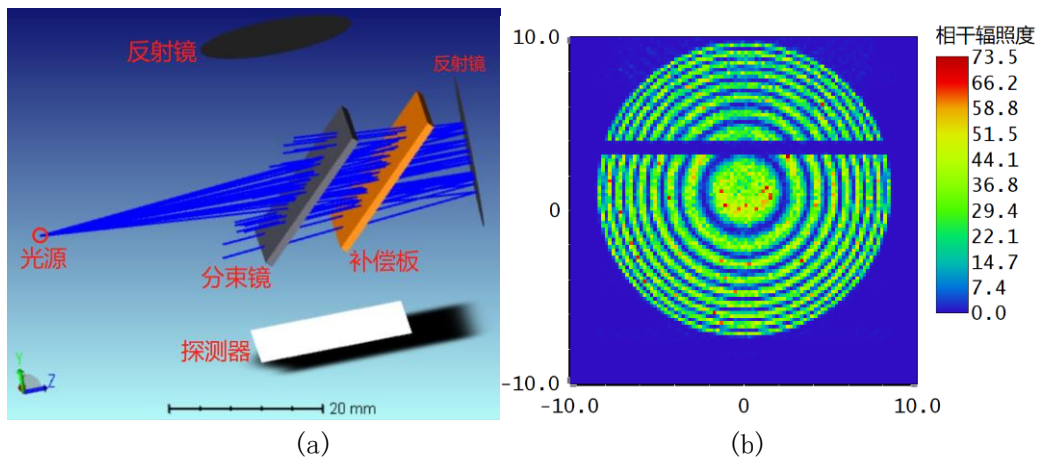 反射镜
反射镜
光源
分束镜
补偿板
探测器
Y
Z
20 mm
(a)
相干辐照度
10.0
0
-10.0
-10.0
0
10.0
73.5
66.2
58.8
51.5
44.1
36.8
29.4
22.1
14.7
7.4
0.0
(b)